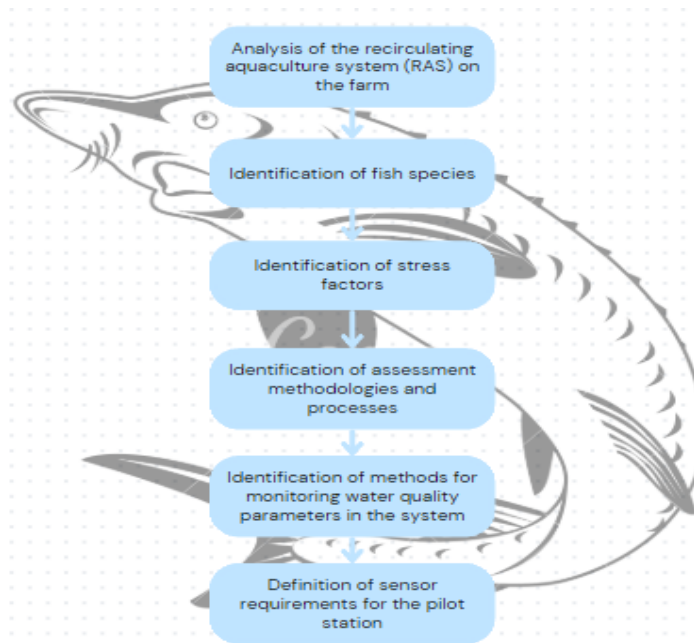 Analysis of the recirculating
aquaculture system (RAS) on
the farm
Identification of fish species
Identification of stress
factors
Identification of assessment
methodologies and
processes
Identification of methods for
monitoring water quality
parameters in the system
Definition of sensor
requirements for the pilot
station